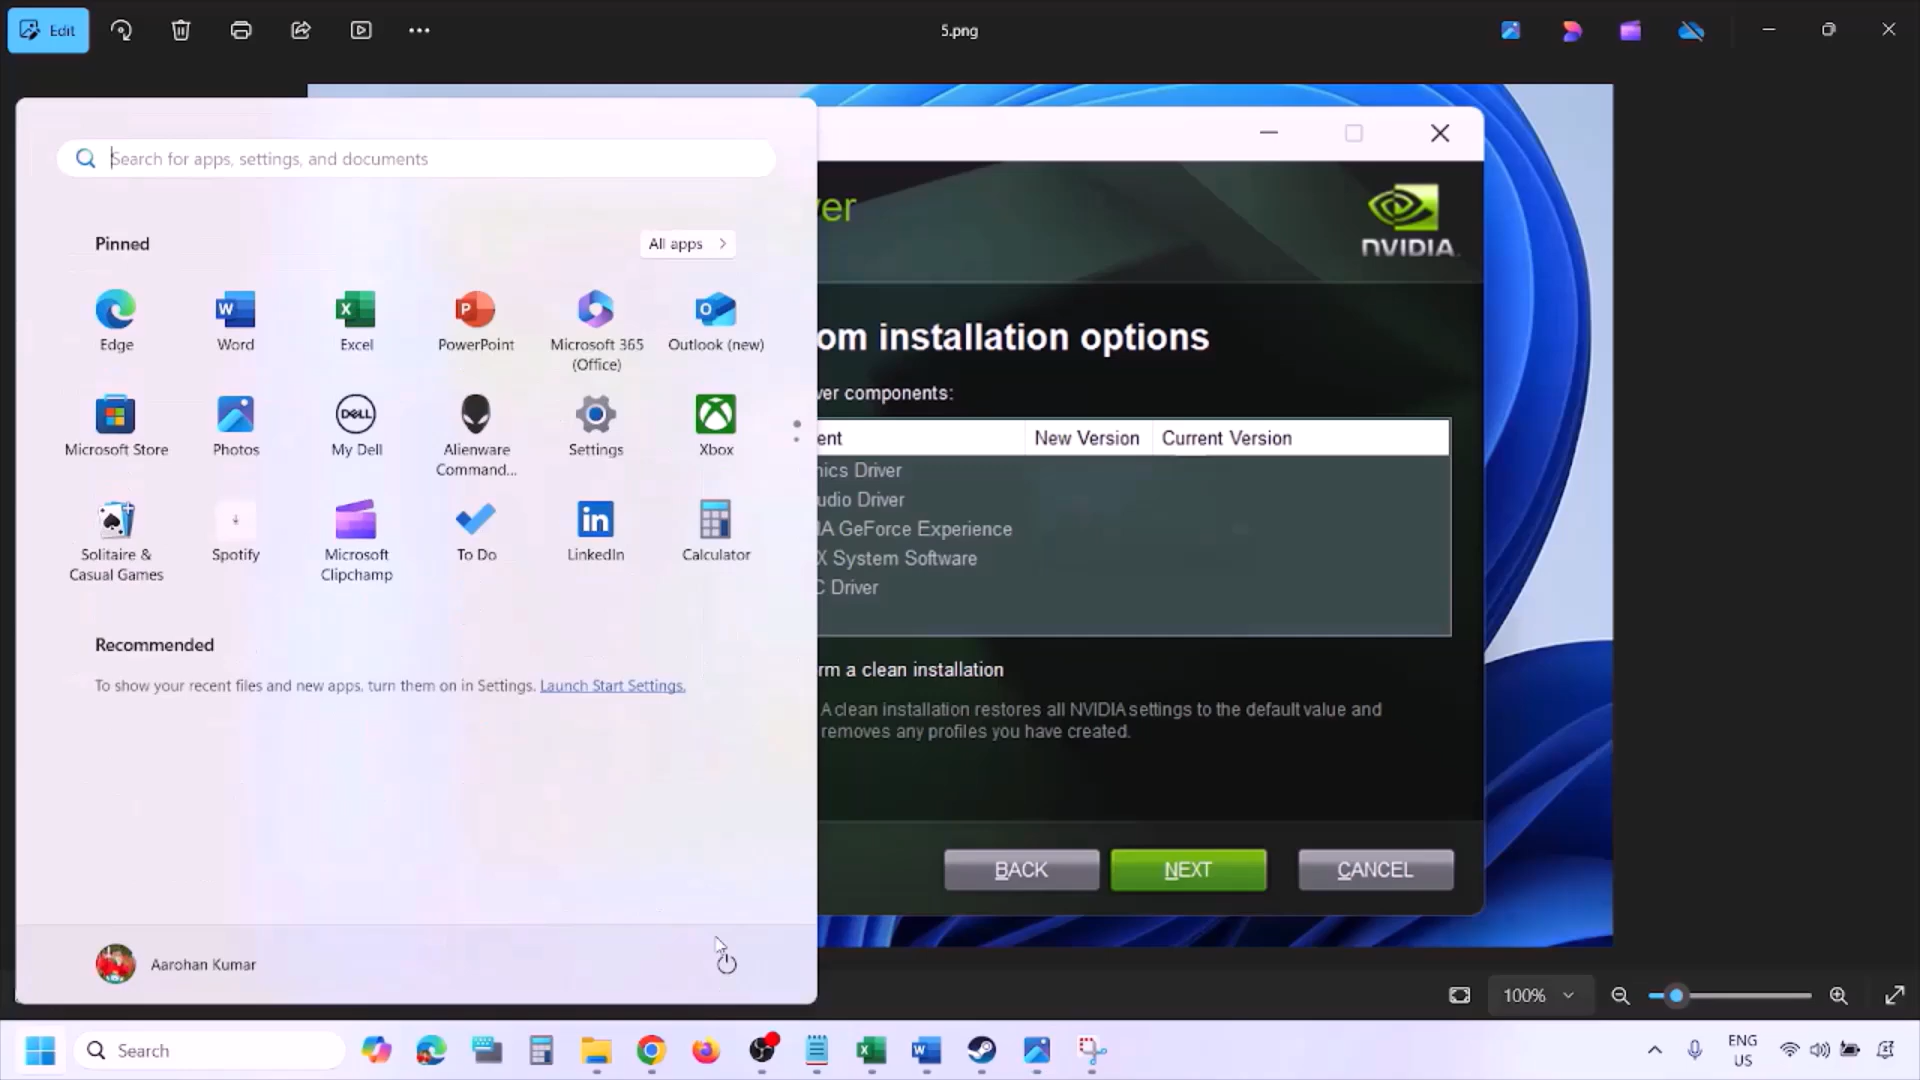 Edit
5.png
Search for apps, settings, and documents
Pinned
All apps
Edge
Word
Excel
PowerPoint
Microsoft 365
(Office)
Outlook (new)
Microsoft Store
Photos
DELL
My Dell
Alienware
Command...
Settings
Xbox
Solitaire &
Casual Games
Spotify
Microsoft
Clipchamp
To Do
LinkedIn
Calculator
Recommended
To show your recent files and new apps, turn them on in Settings. Launch Start Settings.
Aarohan Kumar
ver
NVIDIA.
om installation options
ver components:
ent
New Version
Current Version
nics Driver
udio Driver
IA GeForce Experience
X System Software
C Driver
rm a clean installation
A clean installation restores all NVIDIA settings to the default value and
removes any profiles you have created.
BACK
NEXT
CANCEL
100%
Search
ENG
US